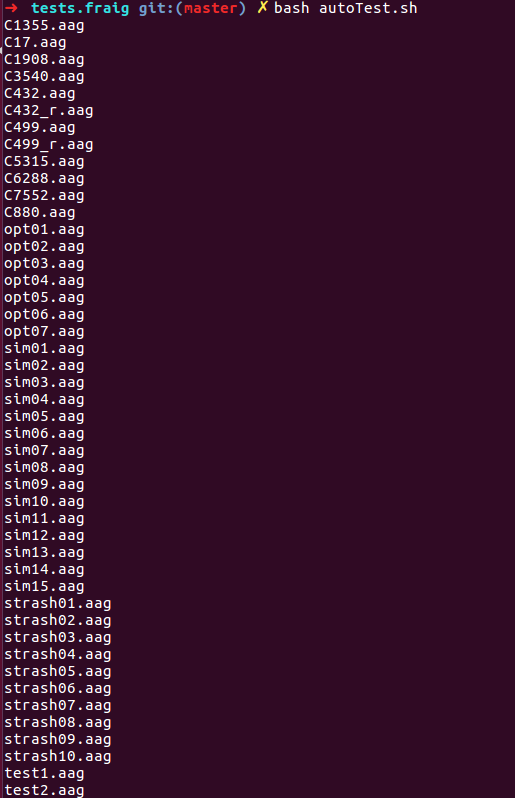 ➜ tests.fraig git:(master) ✗ bash autoTest.sh
C1355.aag
C17.aag
C1908.aag
C3540.aag
C432.aag
C432_r.aag
C499.aag
C499_r.aag
C5315.aag
C6288.aag
C7552.aag
C880.aag
opt01.aag
opt02.aag
opt03.aag
opt04.aag
opt05.aag
opt06.aag
opt07.aag
sim01.aag
sim02.aag
sim03.aag
sim04.aag
sim05.aag
sim06.aag
sim07.aag
sim08.aag
sim09.aag
sim10.aag
sim11.aag
sim12.aag
sim13.aag
sim14.aag
sim15.aag
strash01.aag
strash02.aag
strash03.aag
strash04.aag
strash05.aag
strash06.aag
strash07.aag
strash08.aag
strash09.aag
strash10.aag
test1.aag
test2.aag